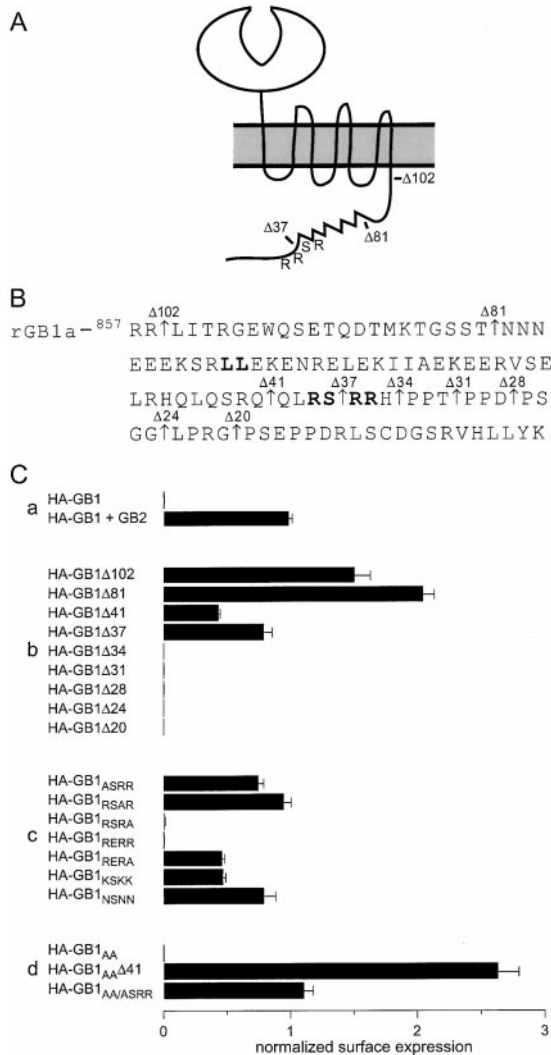 A
Δ102
Δ37
Δ81
R
R
S
R
B
Δ102 Δ81
rGB1a-857 RR↑LITRGEWQSETQDTMKTGSST↑NNN
EEEKSRLLEKENRELEKIIAEKEERVSE
Δ41 Δ37 Δ34 Δ31 Δ28
LRHQLQSRQ↑QLRS↑RRH↑PPT↑PPD↑PS
Δ24 Δ20
GG↑LPRG↑PSEPPDRLSCDGSRVHLLYK
C
a
HA-GB1
HA-GB1 + GB2
b
HA-GB1Δ102
HA-GB1Δ81
HA-GB1Δ41
HA-GB1Δ37
HA-GB1Δ34
HA-GB1Δ31
HA-GB1Δ28
HA-GB1Δ24
HA-GB1Δ20
c
HA-GB1ASRR
HA-GB1RSAR
HA-GB1RSRA
HA-GB1RERR
HA-GB1RERA
HA-GB1KSKK
HA-GB1NSNN
d
HA-GB1AA
HA-GB1AAΔ41
HA-GB1AA/ASRR
0 1 2 3
normalized surface expression